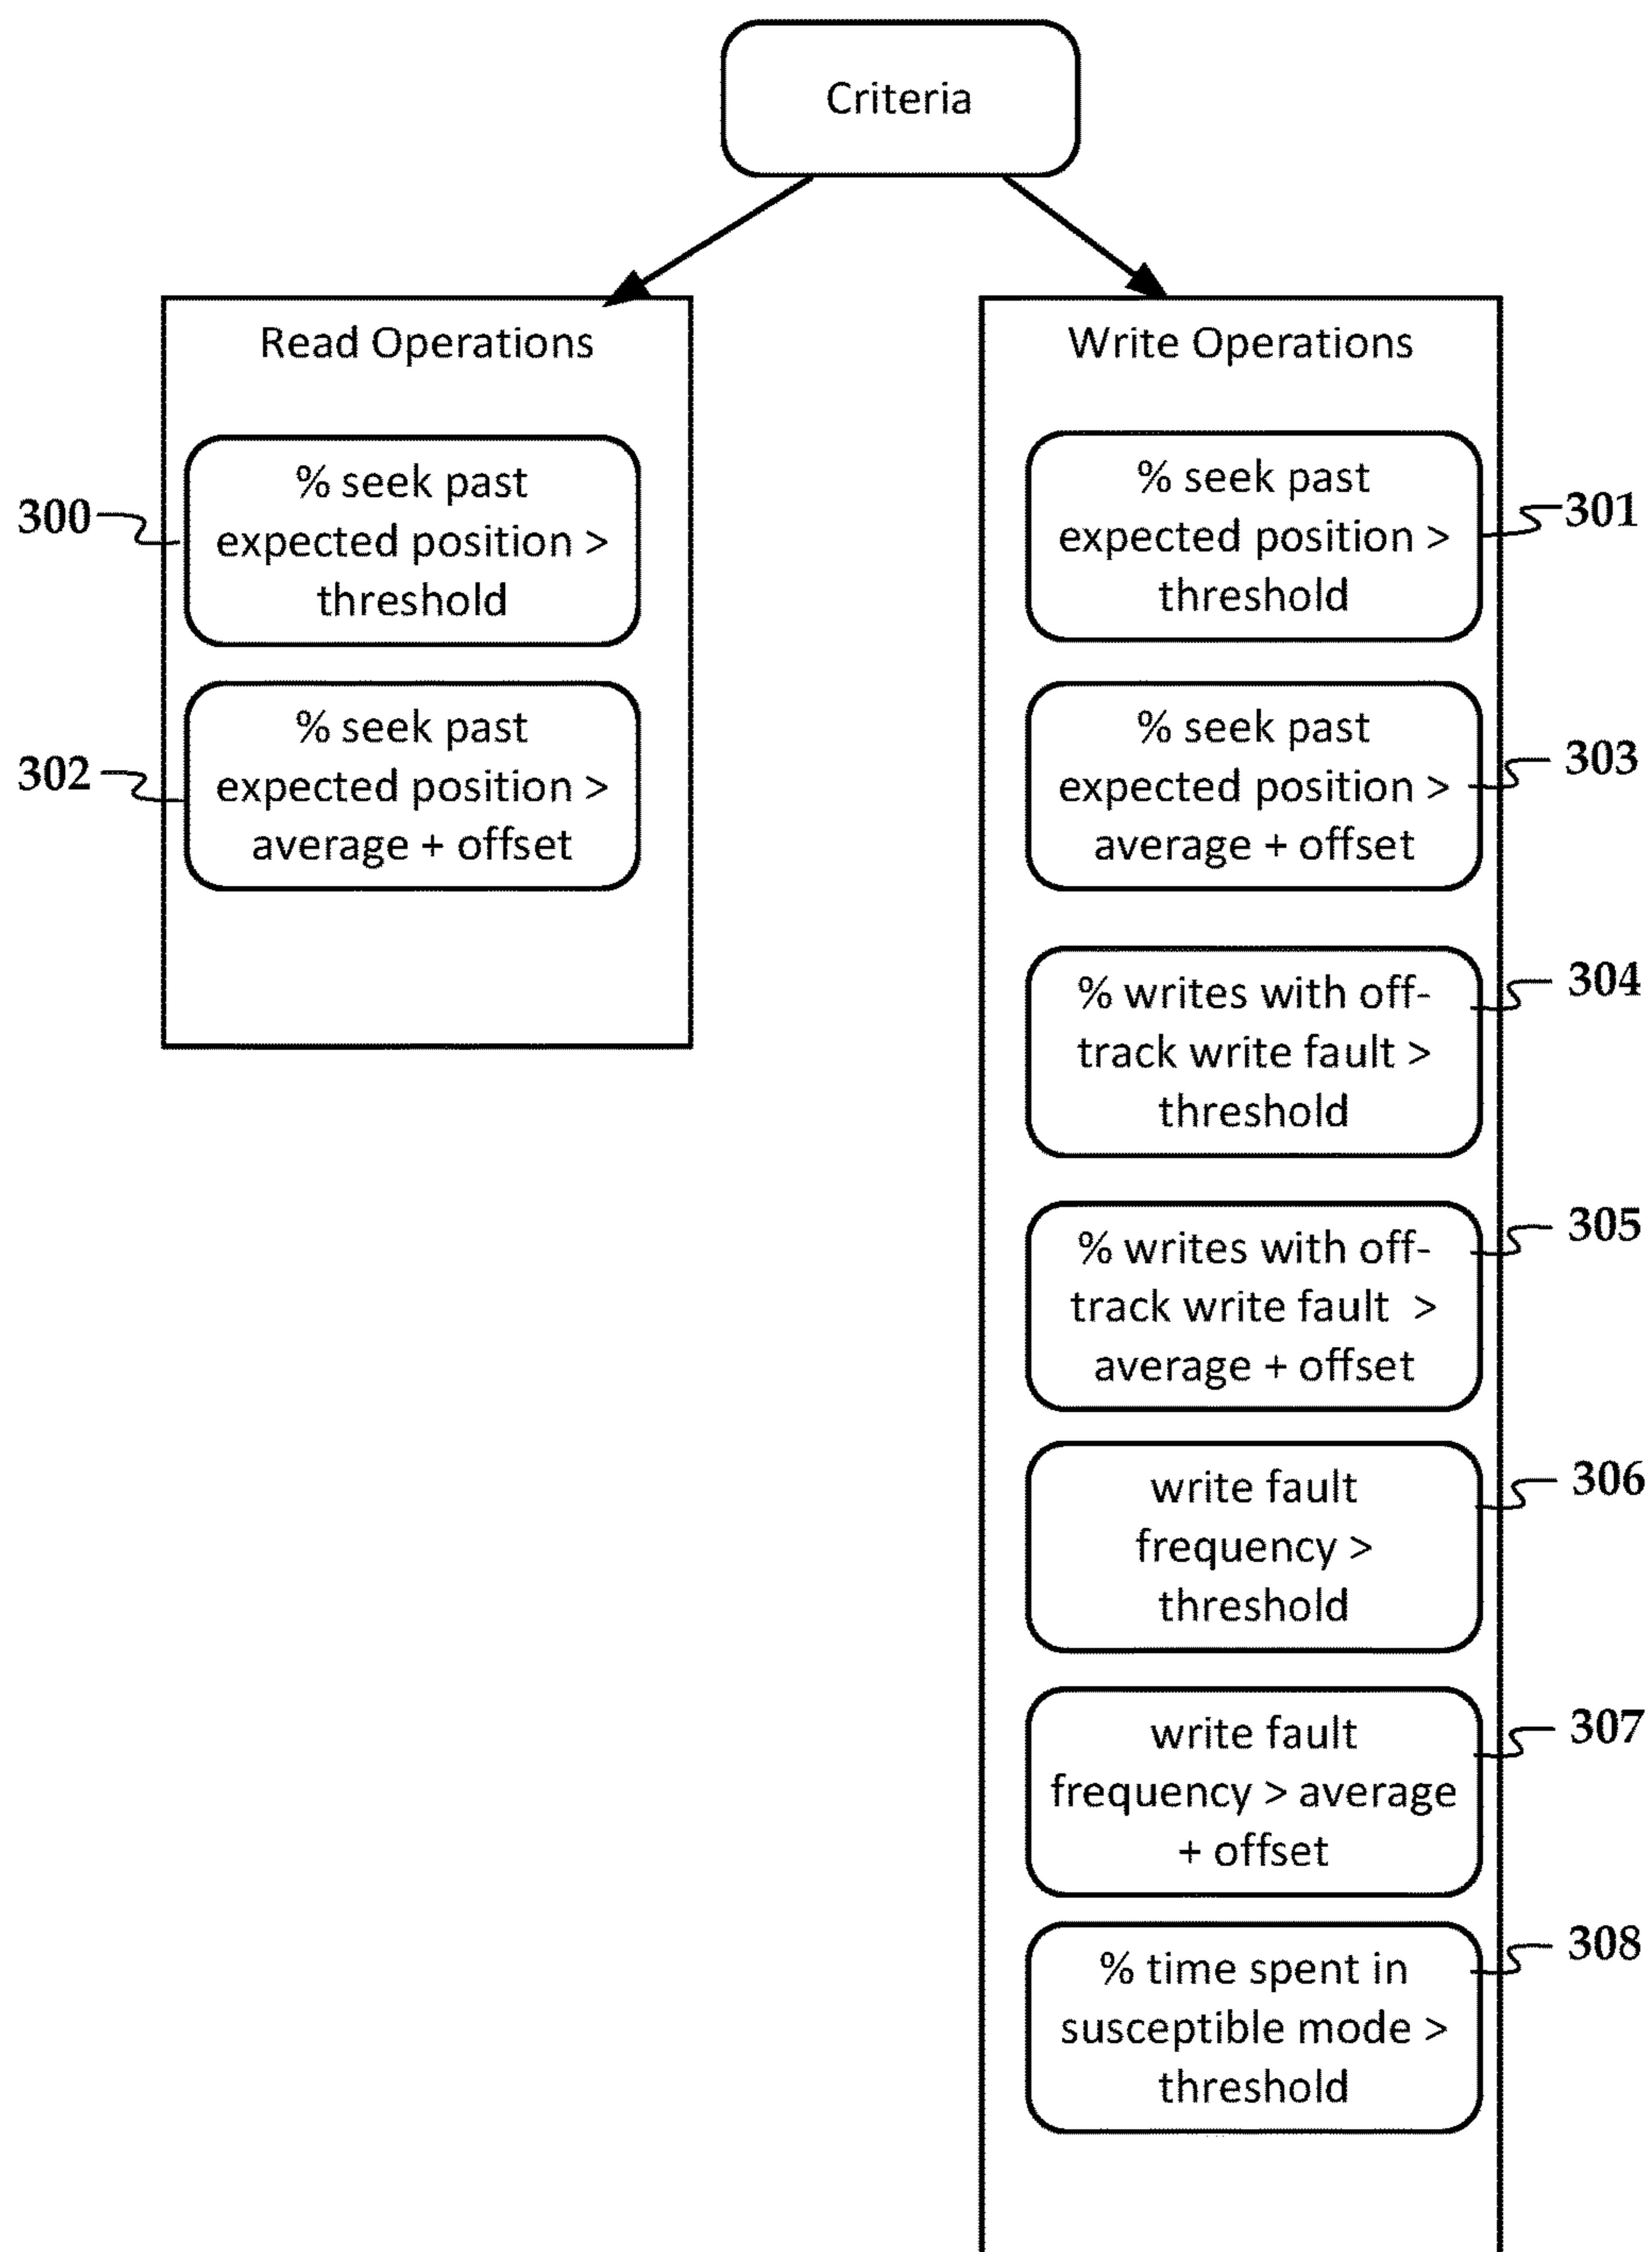 Criteria
Read Operations
300
% seek past
expected position >
threshold
302
% seek past
expected position >
average + offset
Write Operations
% seek past
expected position >
threshold
301
% seek past
expected position >
average + offset
303
% writes with off-
track write fault >
threshold
304
% writes with off-
track write fault >
average + offset
305
write fault
frequency >
threshold
306
write fault
frequency > average
+ offset
307
% time spent in
susceptible mode >
threshold
308